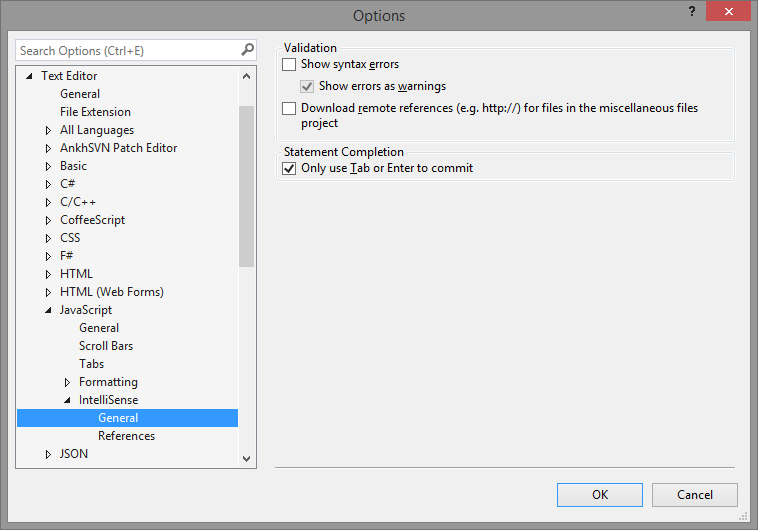 Options
?
Search Options (Ctrl+E)
Text Editor
General
File Extension
All Languages
AnkhSVN Patch Editor
Basic
C#
C/C++
CoffeeScript
CSS
F#
HTML
HTML (Web Forms)
JavaScript
General
Scroll Bars
Tabs
Formatting
IntelliSense
General
References
JSON
Validation
Show syntax errors
Show errors as warnings
Download remote references (e.g. http://) for files in the miscellaneous files
project
Statement Completion
Only use Tab or Enter to commit
OK
Cancel